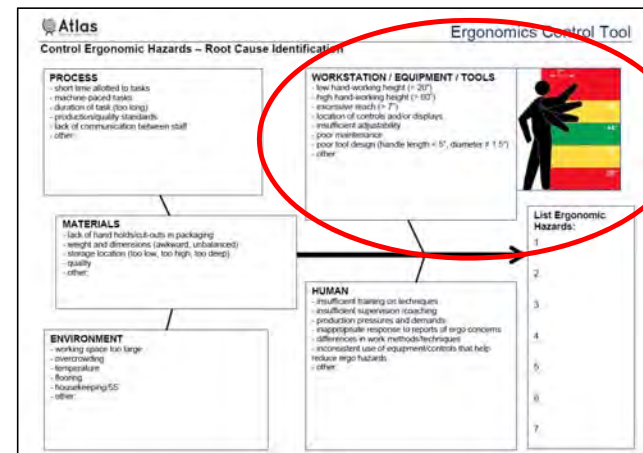 Atlas
Ergonomics Control Tool
Control Ergonomic Hazards – Root Cause Identification
PROCESS
- short time allotted to tasks
- machine-paced tasks
- duration of task (too long)
- production/quality standards
- lack of communication between staff
- other:
WORKSTATION / EQUIPMENT / TOOLS
- low hand-working height (< 20")
- high hand-working height (> 60")
- excessive reach (> 7")
- location of controls and/or displays
- insufficient adjustability
- poor maintenance
- poor tool design (handle length < 5", diameter ≠ 1.5")
- other:
MATERIALS
- lack of hand holds/cut-outs in packaging
- weight and dimensions (awkward, unbalanced)
- storage location (too low, too high, too deep)
- quality
- other:
List Ergonomic
Hazards:
1
2
3
4
5
6
7
ENVIRONMENT
- working space too large
- overcrowding
- temperature
- flooring
- housekeeping/5S
- other:
HUMAN
- insufficient training on techniques
- insufficient supervision /coaching
- production pressures and demands
- inappropriate response to reports of ergo concerns
- differences in work methods/techniques
- inconsistent use of equipment/controls that help
reduce ergo hazards
- other: